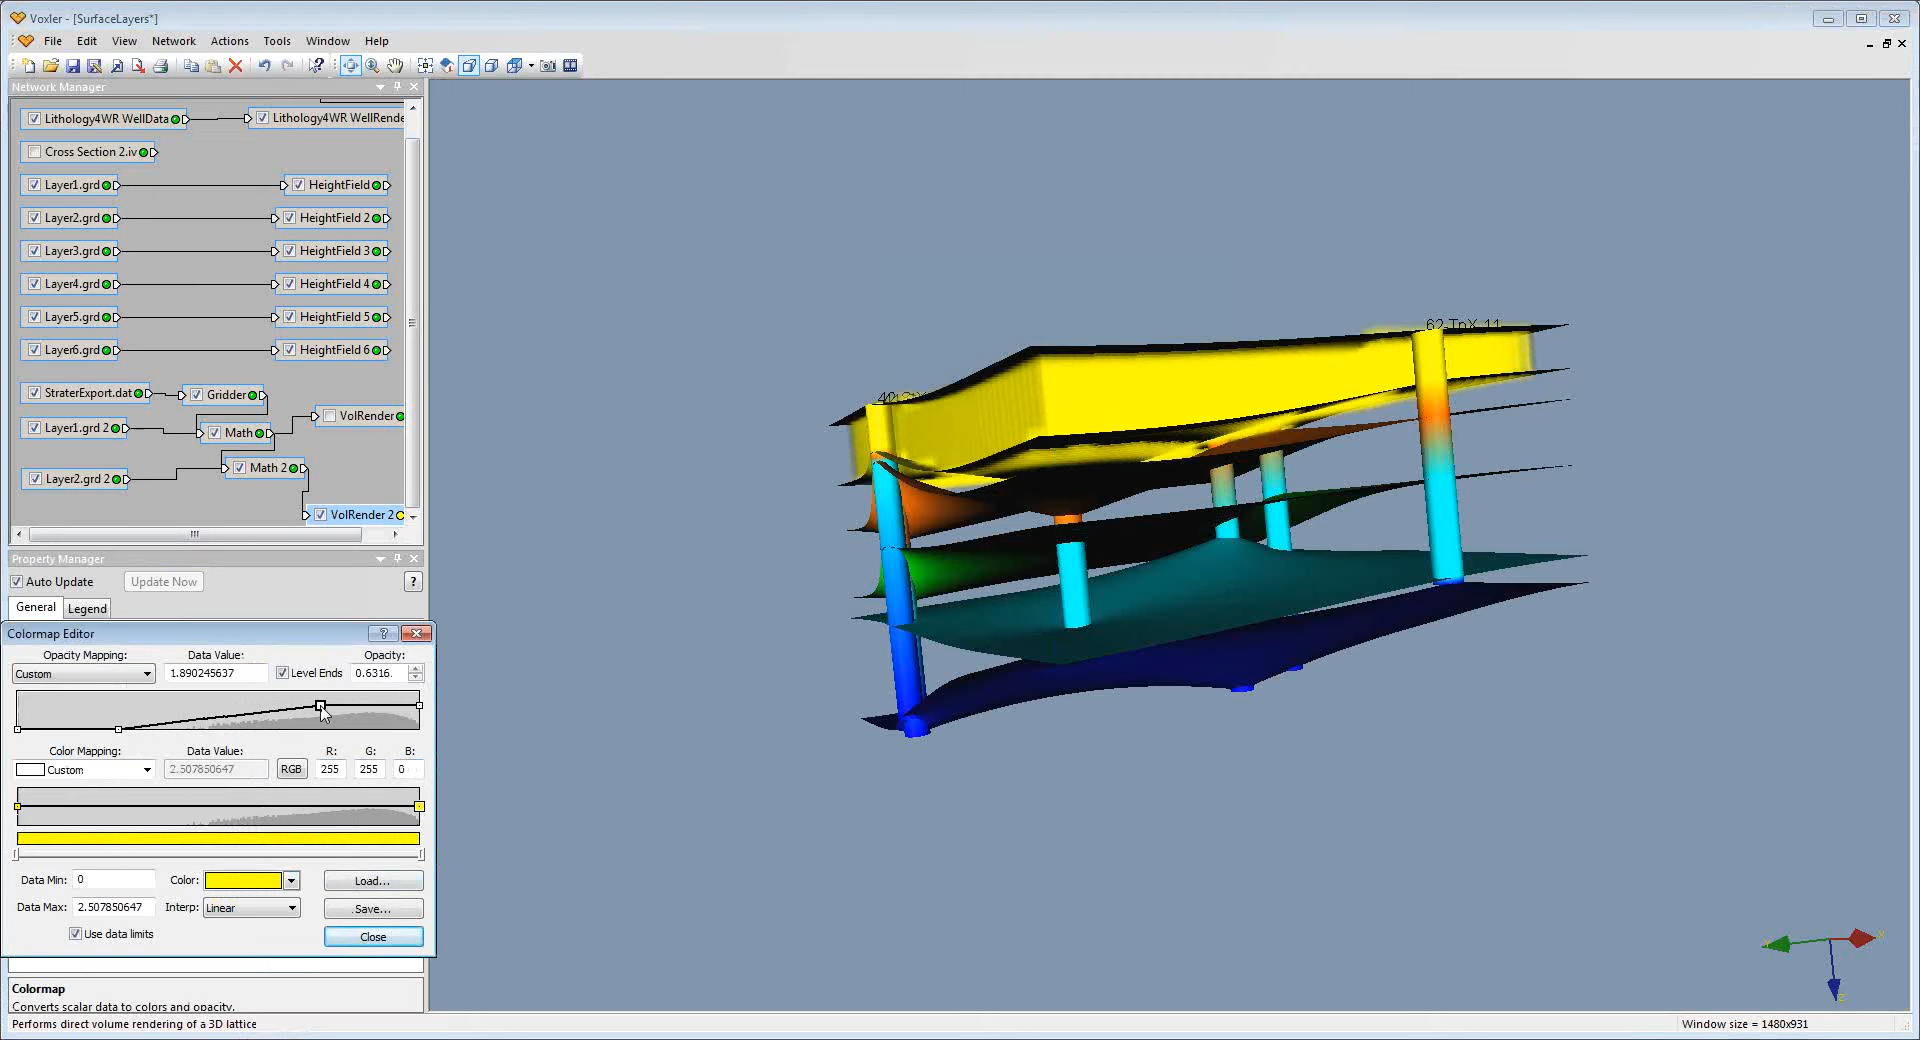 Voxler - [SurfaceLayers*]
File Edit View Network Actions Tools Window Help
Network Manager
Lithology4WR WellData
Lithology4WR WellRende
Cross Section 2.iv
Layer1.grd
HeightField
Layer2.grd
HeightField 2
Layer3.grd
HeightField 3
Layer4.grd
HeightField 4
Layer5.grd
HeightField 5
Layer6.grd
HeightField 6
StraterExport.dat
Gridder
VolRender
Layer1.grd 2
Math
Math 2
Layer2.grd 2
VolRender 2
Property Manager
Auto Update
Update Now
?
General
Legend
Colormap Editor
?
Opacity Mapping:
Data Value:
Opacity:
Custom
1.890245637
Level Ends
0.6316
Color Mapping:
Data Value:
R:
G:
B:
Custom
2.507850647
RGB
255
255
0
Data Min:
0
Color:
Load...
Data Max:
2.507850647
Interp:
Linear
Save...
Use data limits
Close
Colormap
Converts scalar data to colors and opacity.
Performs direct volume rendering of a 3D lattice
Window size = 1480x931
62-TpX-11
X
Z